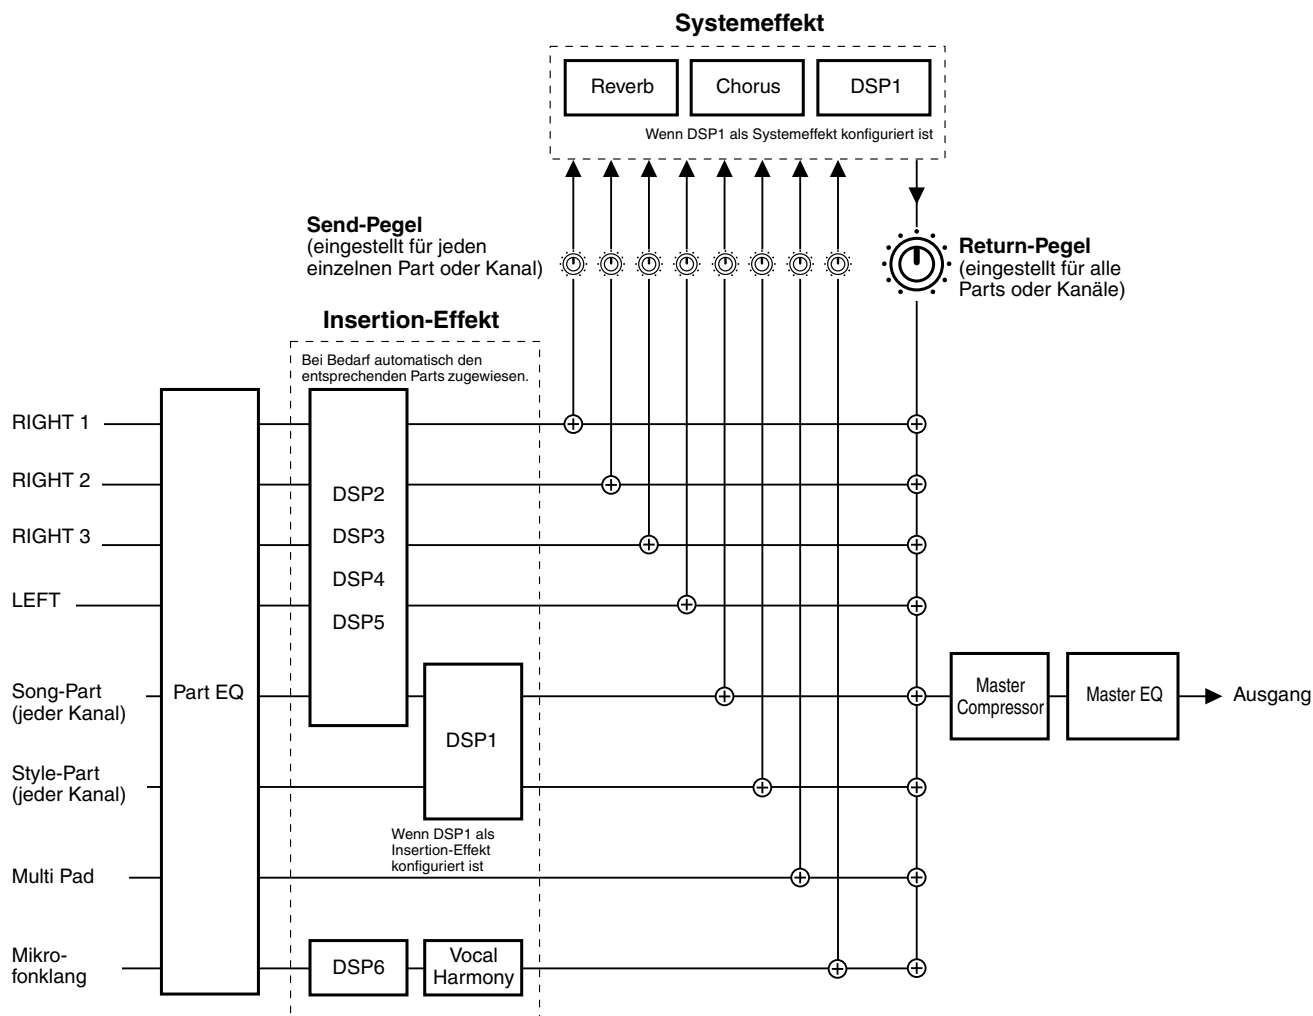 Systemeffekt
Reverb
Chorus
DSP1
Wenn DSP1 als Systemeffekt konfiguriert ist
Send-Pegel
(eingestellt für jeden
einzelnen Part oder Kanal)
Return-Pegel
(eingestellt für alle
Parts oder Kanäle)
Insertion-Effekt
Bei Bedarf automatisch den
entsprechenden Parts zugewiesen.
RIGHT 1
RIGHT 2
RIGHT 3
LEFT
Song-Part
(jeder Kanal)
Style-Part
(jeder Kanal)
Multi Pad
Mikro-
fonklang
Part EQ
DSP2
DSP3
DSP4
DSP5
DSP1
Wenn DSP1 als
Insertion-Effekt
konfiguriert ist
DSP6
Vocal
Harmony
Master
Compressor
Master EQ
Ausgang